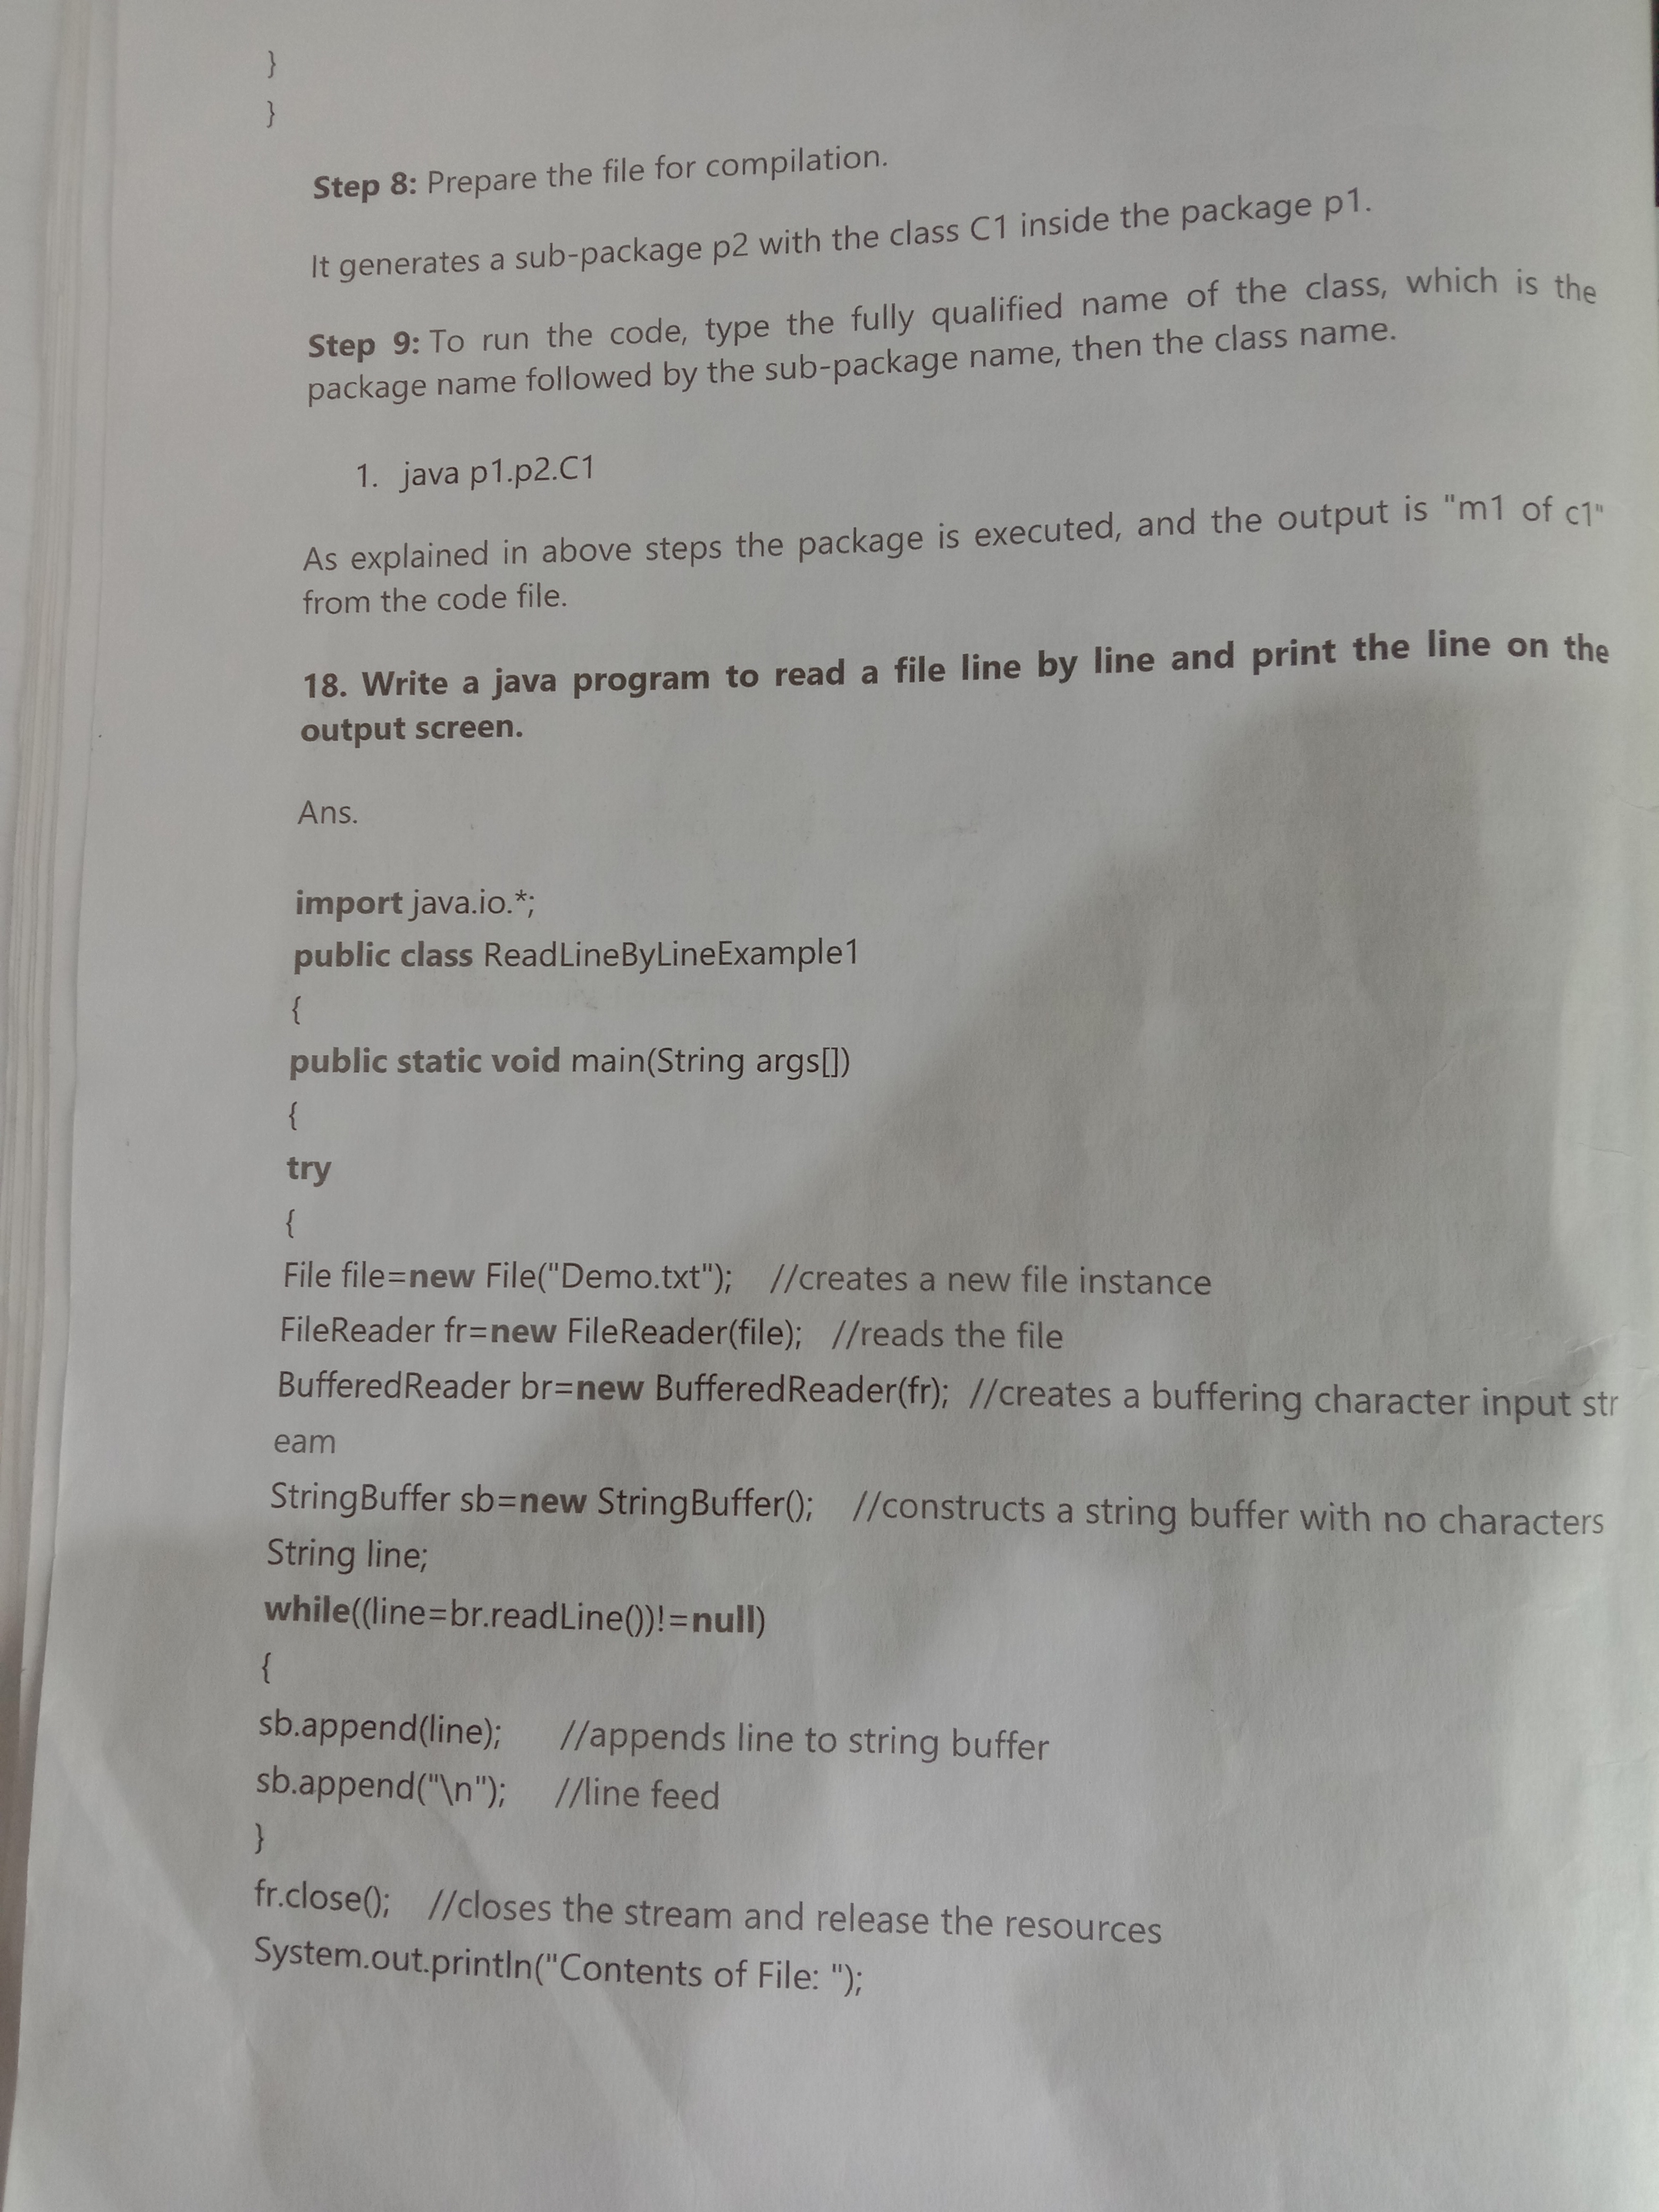 }
}
Step 8: Prepare the file for compilation.
It generates a sub-package p2 with the class C1 inside the package p1.
Step 9: To run the code, type the fully qualified name of the class, which is the
package name followed by the sub-package name, then the class name.
1. java p1.p2.C1
As explained in above steps the package is executed, and the output is "m1 of c1"
from the code file.
18. Write a java program to read a file line by line and print the line on the
output screen.
Ans.
import java.io.*;
public class ReadLineByLineExample1
{
public static void main(String args[])
{
try
{
File file=new File("Demo.txt"); //creates a new file instance
FileReader fr=new FileReader(file); //reads the file
BufferedReader br=new BufferedReader(fr); //creates a buffering character input str
eam
StringBuffer sb=new StringBuffer(); //constructs a string buffer with no characters
String line;
while((line=br.readLine())!=null)
{
sb.append(line); //appends line to string buffer
sb.append("\n"); //line feed
}
fr.close(); //closes the stream and release the resources
System.out.println("Contents of File: ");